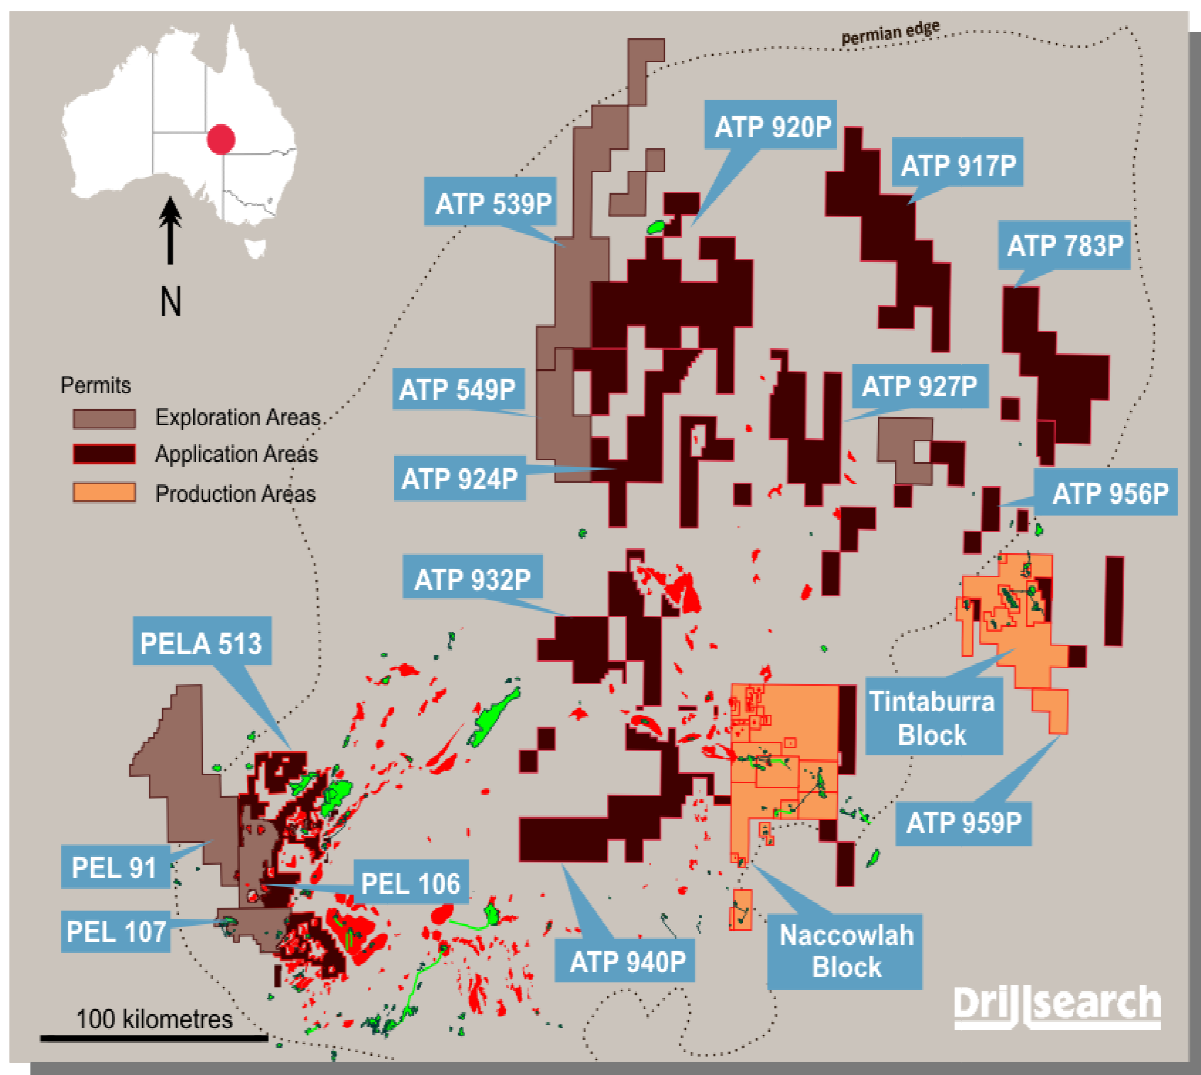 permian edge
ATP 920P
ATP 917P
ATP 539P
ATP 783P
N
Permits
Exploration Areas
Application Areas
Production Areas
ATP 549P
ATP 927P
ATP 924P
ATP 956P
ATP 932P
PELA 513
Tintaburra
Block
ATP 959P
PEL 91
PEL 106
PEL 107
Naccowlah
Block
ATP 940P
100 kilometres
Drillsearch